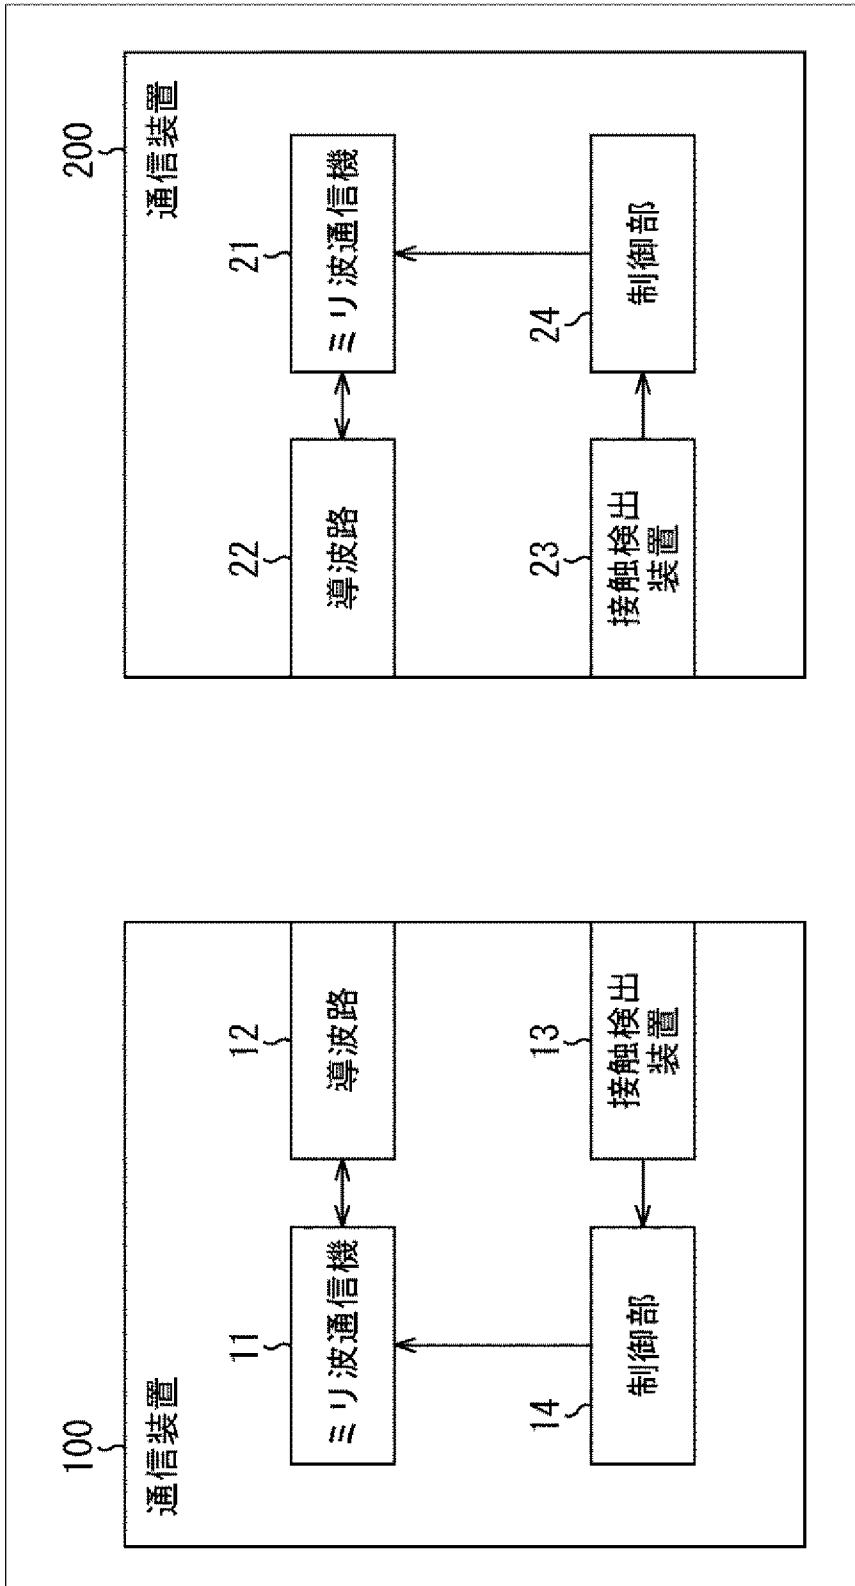 100
通信装置
11
ミリ波通信機
12
導波路
14
制御部
13
接触検出
装置
200
通信装置
22
導波路
21
ミリ波通信機
23
接触検出
装置
24
制御部